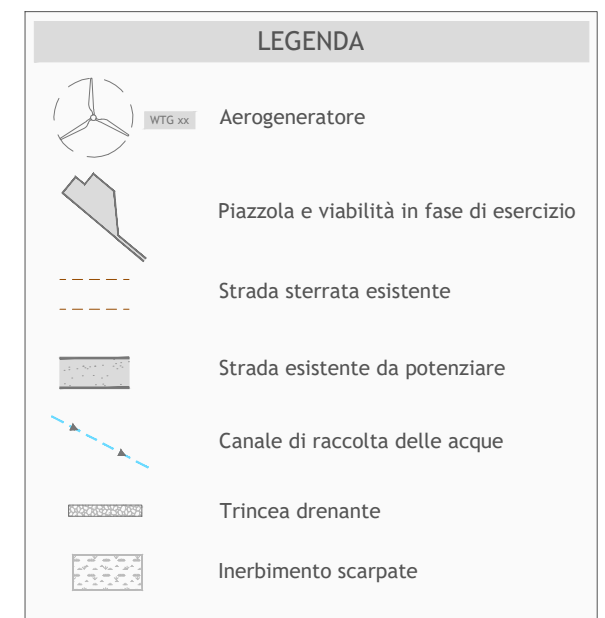 LEGENDA
WTG xx
Aerogeneratore
Piazzola e viabilità in fase di esercizio
Strada sterrata esistente
Strada esistente da potenziare
Canale di raccolta delle acque
Trincea drenante
Inerbimento scarpate